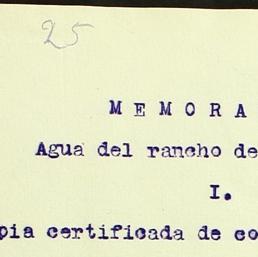 25
M E M O R A
Agua del rancho de
I.
pia certificada de co